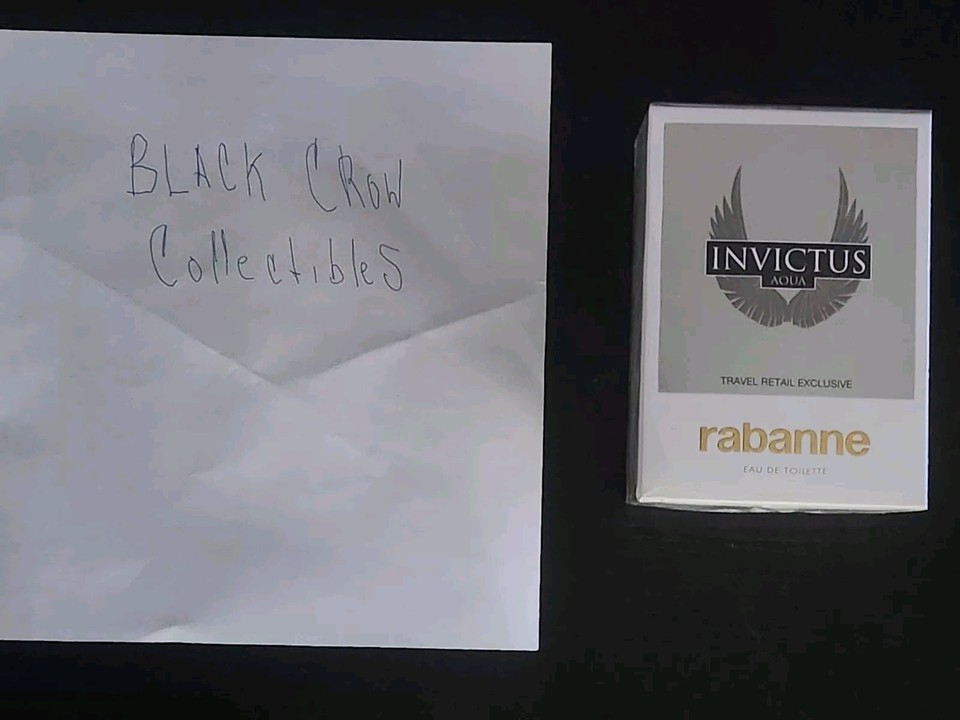 BLACK CROW
Collectibles
INVICTUS
AQUA
TRAVEL RETAIL EXCLUSIVE
rabanne
EAU DE TOILETTE